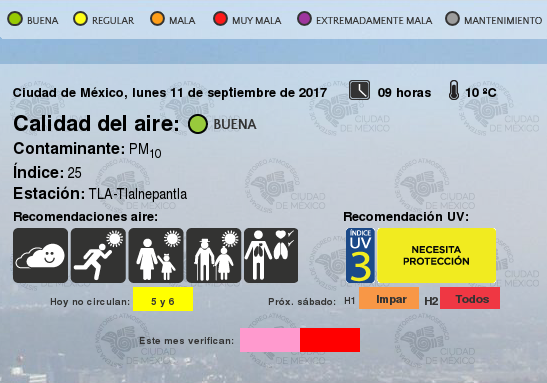 BUENA REGULAR MALA MUY MALA EXTREMADAMENTE MALA MANTENIMIENTO
Ciudad de México, lunes 11 de septiembre de 2017 09 horas 10 ºC
Calidad del aire: BUENA
Contaminante: PM10
Índice: 25
Estación: TLA-Tlalnepantla
Recomendaciones aire: Recomendación UV:
ÍNDICE
UV
3
NECESITA
PROTECCIÓN
Hoy no circulan: 5 y 6 Próx. sábado: H1 Impar H2 Todos
Este mes verifican: